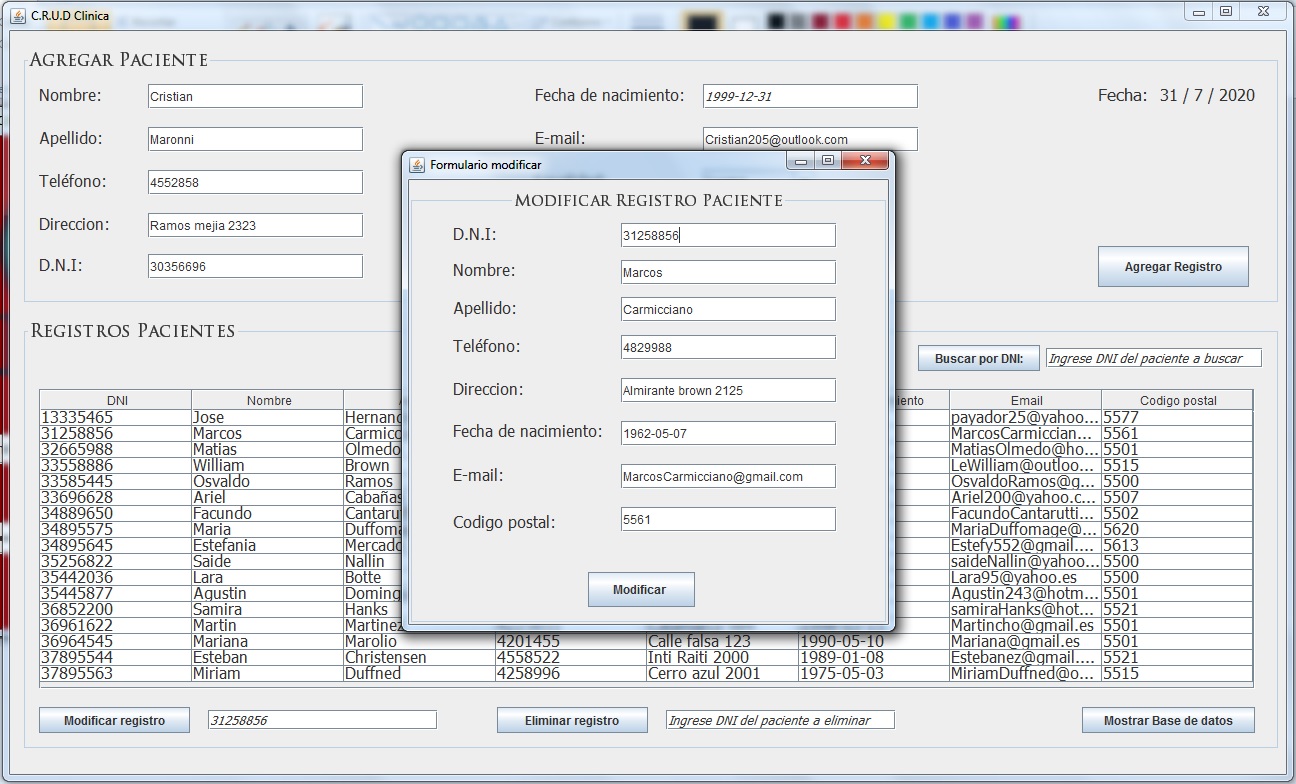 C.R.U.D Clinica
AGREGAR PACIENTE
Nombre: Cristian Fecha de nacimiento: 1999-12-31 Fecha: 31 / 7 / 2020
Apellido: Maronni E-mail: Cristian205@outlook.com
Teléfono: 4552858
Direccion: Ramos mejia 2323
D.N.I: 30356696
Agregar Registro
Formulario modificar
MODIFICAR REGISTRO PACIENTE
D.N.I: 31258856
Nombre: Marcos
Apellido: Carmicciano
Teléfono: 4829988
Direccion: Almirante brown 2125
Fecha de nacimiento: 1962-05-07
E-mail: MarcosCarmicciano@gmail.com
Codigo postal: 5561
Modificar
REGISTROS PACIENTES
Buscar por DNI: Ingrese DNI del paciente a buscar
DNI Nombre iento Email Codigo postal
13335465 Jose Hernand payador25@yahoo... 5577
31258856 Marcos Carmicc MarcosCarmiccian... 5561
32665988 Matias Olmedo MatiasOlmedo@ho... 5501
33558886 William Brown LeWilliam@outloo... 5515
33585445 Osvaldo Ramos OsvaldoRamos@g... 5500
33696628 Ariel Cabañas Ariel200@yahoo.c... 5507
34889650 Facundo Cantarut FacundoCantarutti... 5502
34895575 Maria Duffoma MariaDuffomage@... 5620
34895645 Estefania Mercado Estefy552@gmail.... 5613
35256822 Saide Nallin saideNallin@yahoo... 5500
35442036 Lara Botte Lara95@yahoo.es 5500
35445877 Agustin Doming Agustin243@hotm... 5501
36852200 Samira Hanks samiraHanks@hot... 5521
36961622 Martin Martinez Martincho@gmail.es 5501
36964545 Mariana Marolio 4201455 Calle falsa 123 1990-05-10 Mariana@gmail.es 5501
37895544 Esteban Christensen 4558522 Inti Raiti 2000 1989-01-08 Estebanez@gmail.... 5521
37895563 Miriam Duffned 4258996 Cerro azul 2001 1975-05-03 MiriamDuffned@o... 5515
Modificar registro 31258856 Eliminar registro Ingrese DNI del paciente a eliminar Mostrar Base de datos